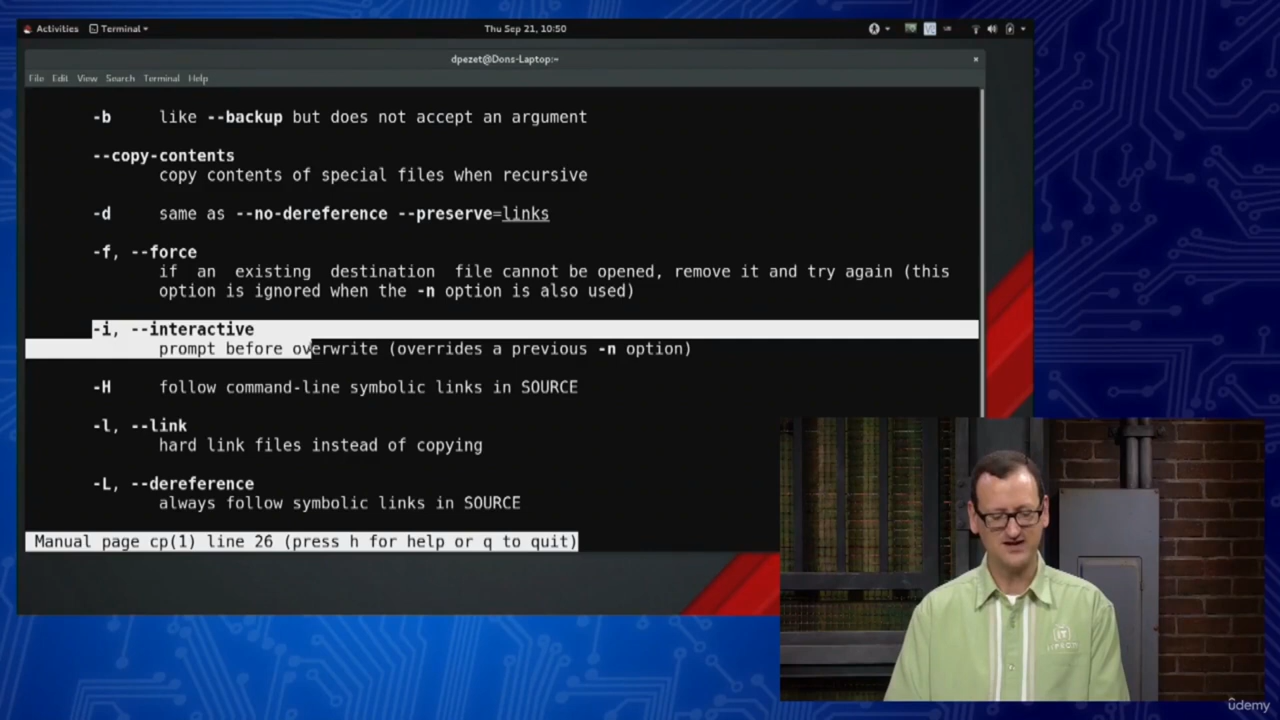 Activities Terminal Thu Sep 21, 10:50
dpezet@Dons-Laptop:~
File Edit View Search Terminal Help
-b like --backup but does not accept an argument
--copy-contents
copy contents of special files when recursive
-d same as --no-dereference --preserve=links
-f, --force
if an existing destination file cannot be opened, remove it and try again (this
option is ignored when the -n option is also used)
-i, --interactive
prompt before overwrite (overrides a previous -n option)
-H follow command-line symbolic links in SOURCE
-l, --link
hard link files instead of copying
-L, --dereference
always follow symbolic links in SOURCE
Manual page cp(1) line 26 (press h for help or q to quit)
udemy